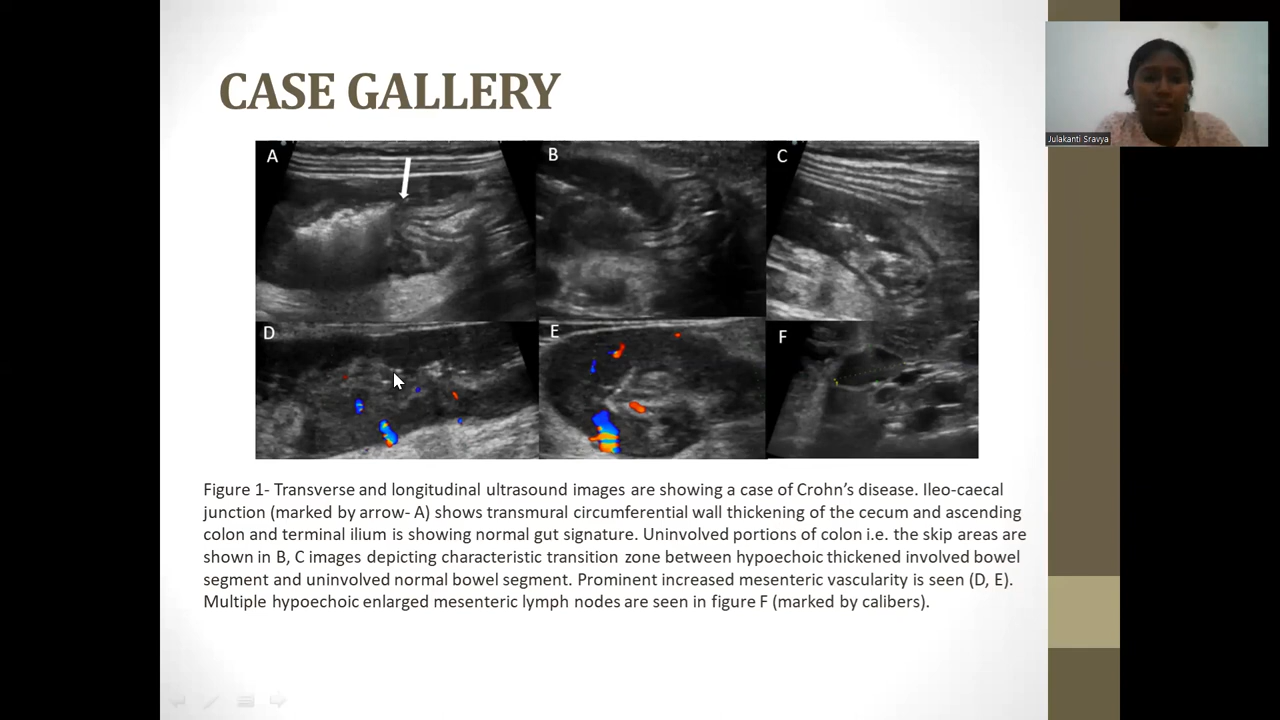 CASE GALLERY
A
B
C
D
E
F
Julakanti Sravya
Figure 1- Transverse and longitudinal ultrasound images are showing a case of Crohn’s disease. Ileo-caecal
junction (marked by arrow- A) shows transmural circumferential wall thickening of the cecum and ascending
colon and terminal ilium is showing normal gut signature. Uninvolved portions of colon i.e. the skip areas are
shown in B, C images depicting characteristic transition zone between hypoechoic thickened involved bowel
segment and uninvolved normal bowel segment. Prominent increased mesenteric vascularity is seen (D, E).
Multiple hypoechoic enlarged mesenteric lymph nodes are seen in figure F (marked by calibers).